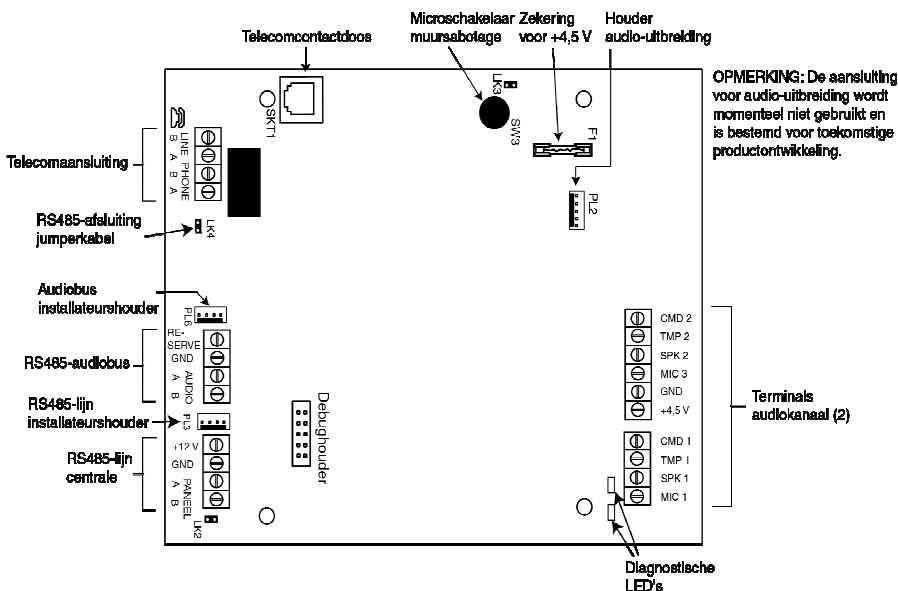 Telecomcontactdoos
Microschakelaar
muursabotage
Zekering
voor +4,5 V
Houder
audio-uitbreiding
OPMERKING: De aansluiting
voor audio-uitbreiding wordt
momenteel niet gebruikt en
is bestemd voor toekomstige
productontwikkeling.
SKT1
LK3
SW3
F1
PL2
Telecomaansluiting
B
A
B
A
LINE PHONE
RS485-afsluiting
jumperkabel
LK4
Audiobus
installateurshouder
PL6
RS485-audiobus
RE-
SERVE
GND
A
B
AUDIO
RS485-lijn
installateurshouder
PL3
RS485-lijn
centrale
+12 V
GND
A
B
PANEEL
LK2
Debughouder
CMD 2
TMP 2
SPK 2
MIC 3
GND
+4,5 V
CMD 1
TMP 1
SPK 1
MIC 1
Terminals
audiokanaal (2)
Diagnostische
LED's